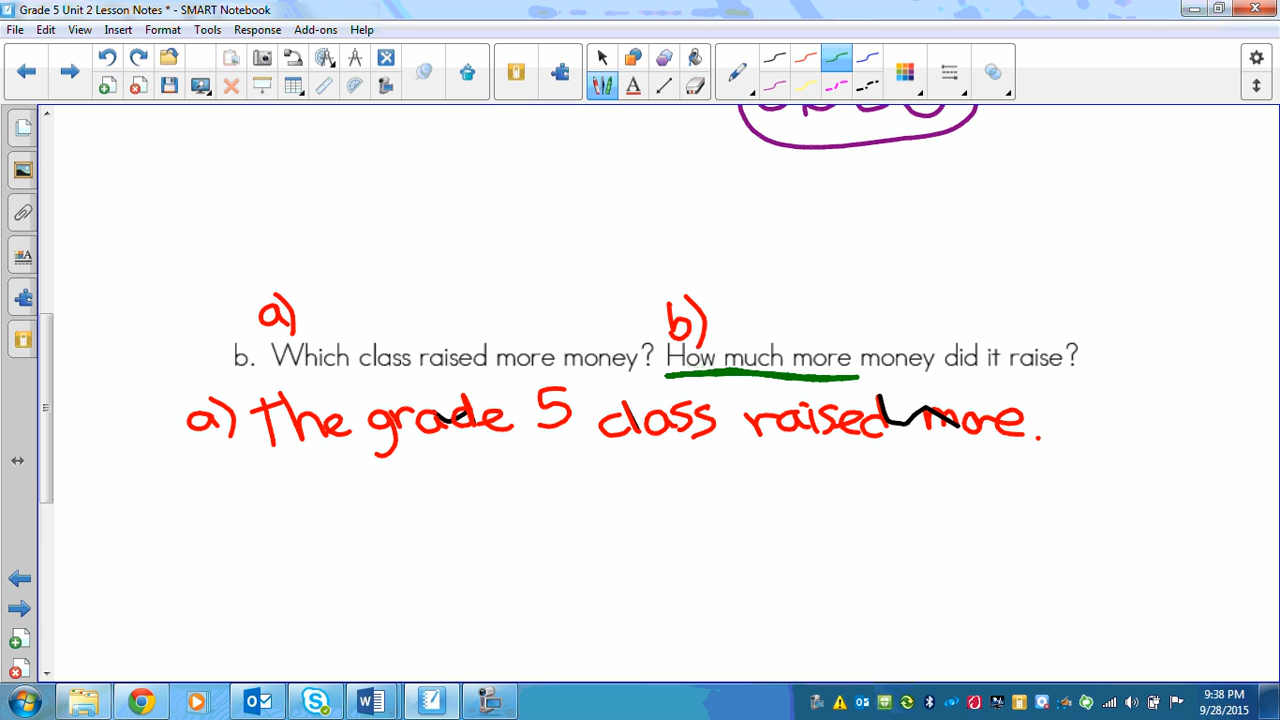 Grade 5 Unit 2 Lesson Notes * - SMART Notebook
File Edit View Insert Format Tools Response Add-ons Help
a) b)
b. Which class raised more money? How much more money did it raise?
a) The grade 5 class raised more.
9:38 PM
9/28/2015